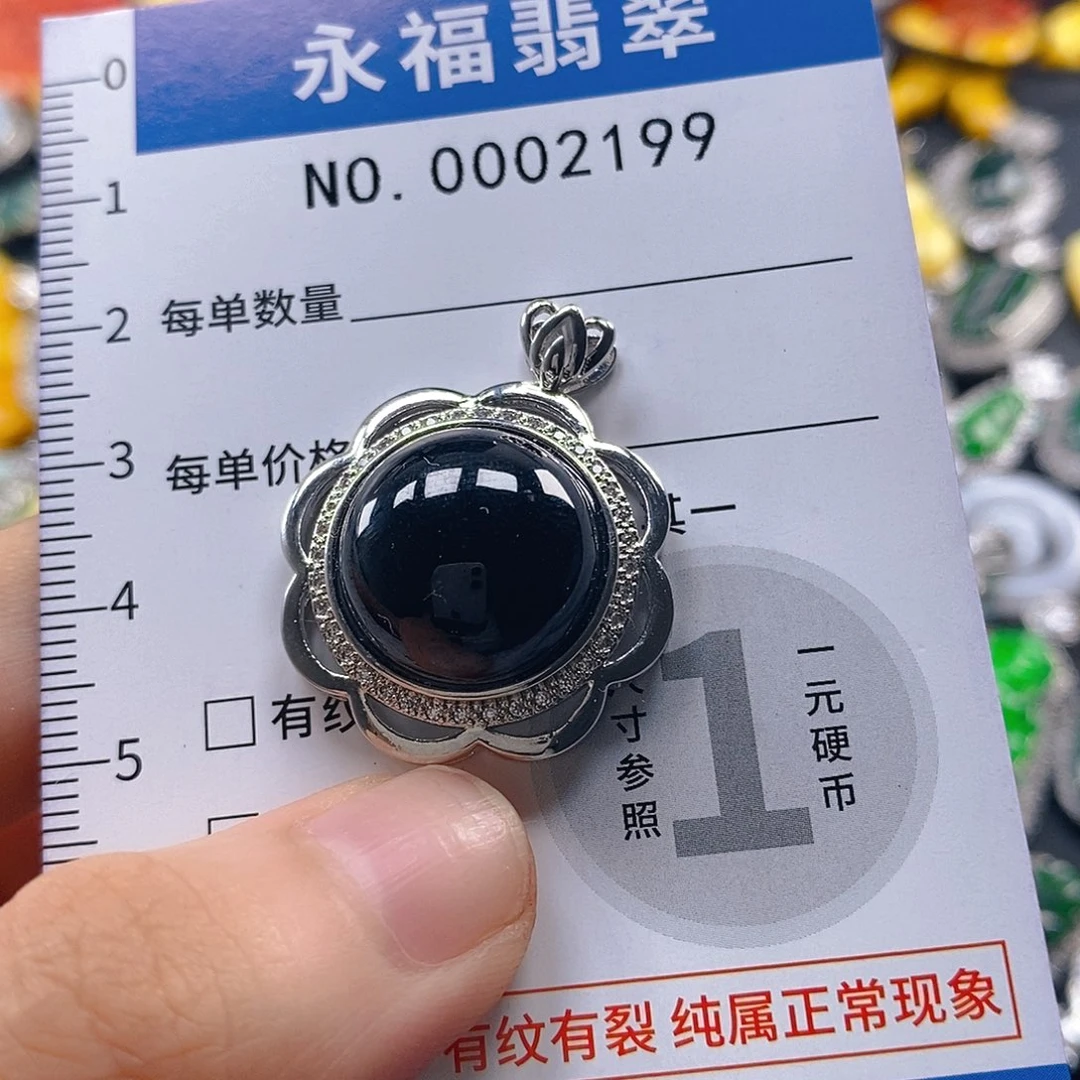 永福翡翠
NO.0002199
0
1
2
3
4
5
每单数量
每单价格
其一
有纹
寸参照
1
一元硬币
有纹有裂 纯属正常现象